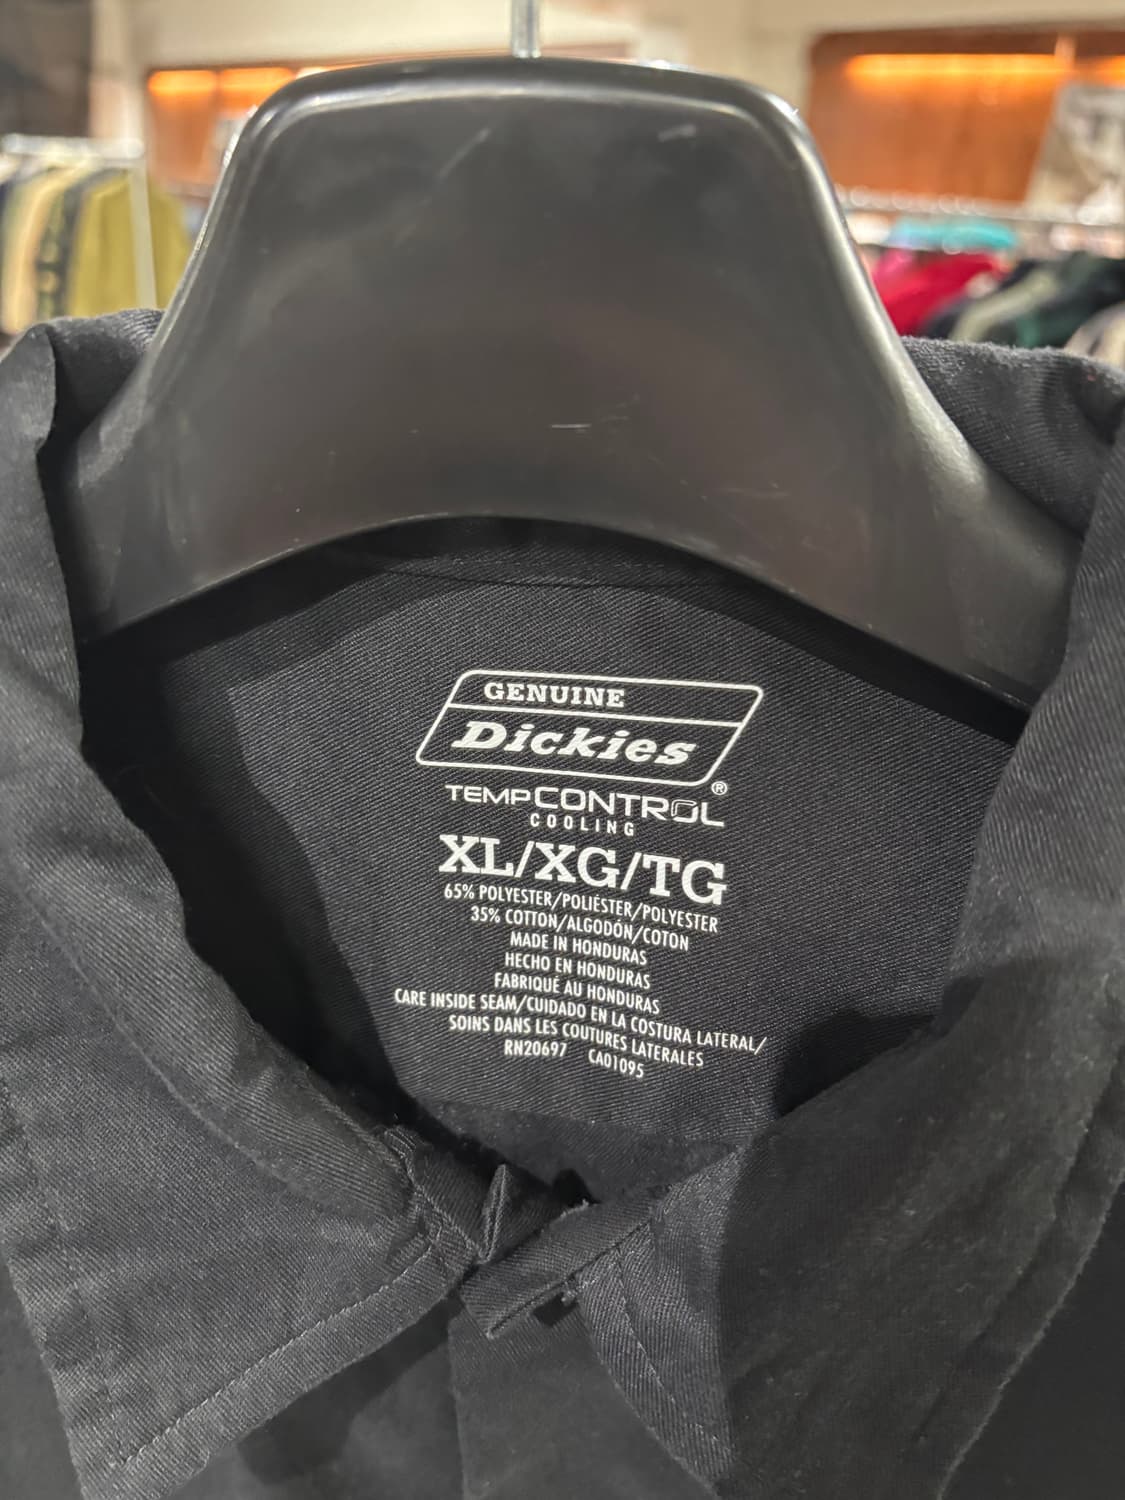 GENUINE
Dickies
®
TEMPCONTROL
COOLING
XL/XG/TG
65% POLYESTER/POLIÉSTER/POLYESTER
35% COTTON/ALGODÓN/COTON
MADE IN HONDURAS
HECHO EN HONDURAS
FABRIQUÉ AU HONDURAS
CARE INSIDE SEAM/CUIDADO EN LA COSTURA LATERAL/
SOINS DANS LES COUTURES LATERALES
RN20697 CA01095